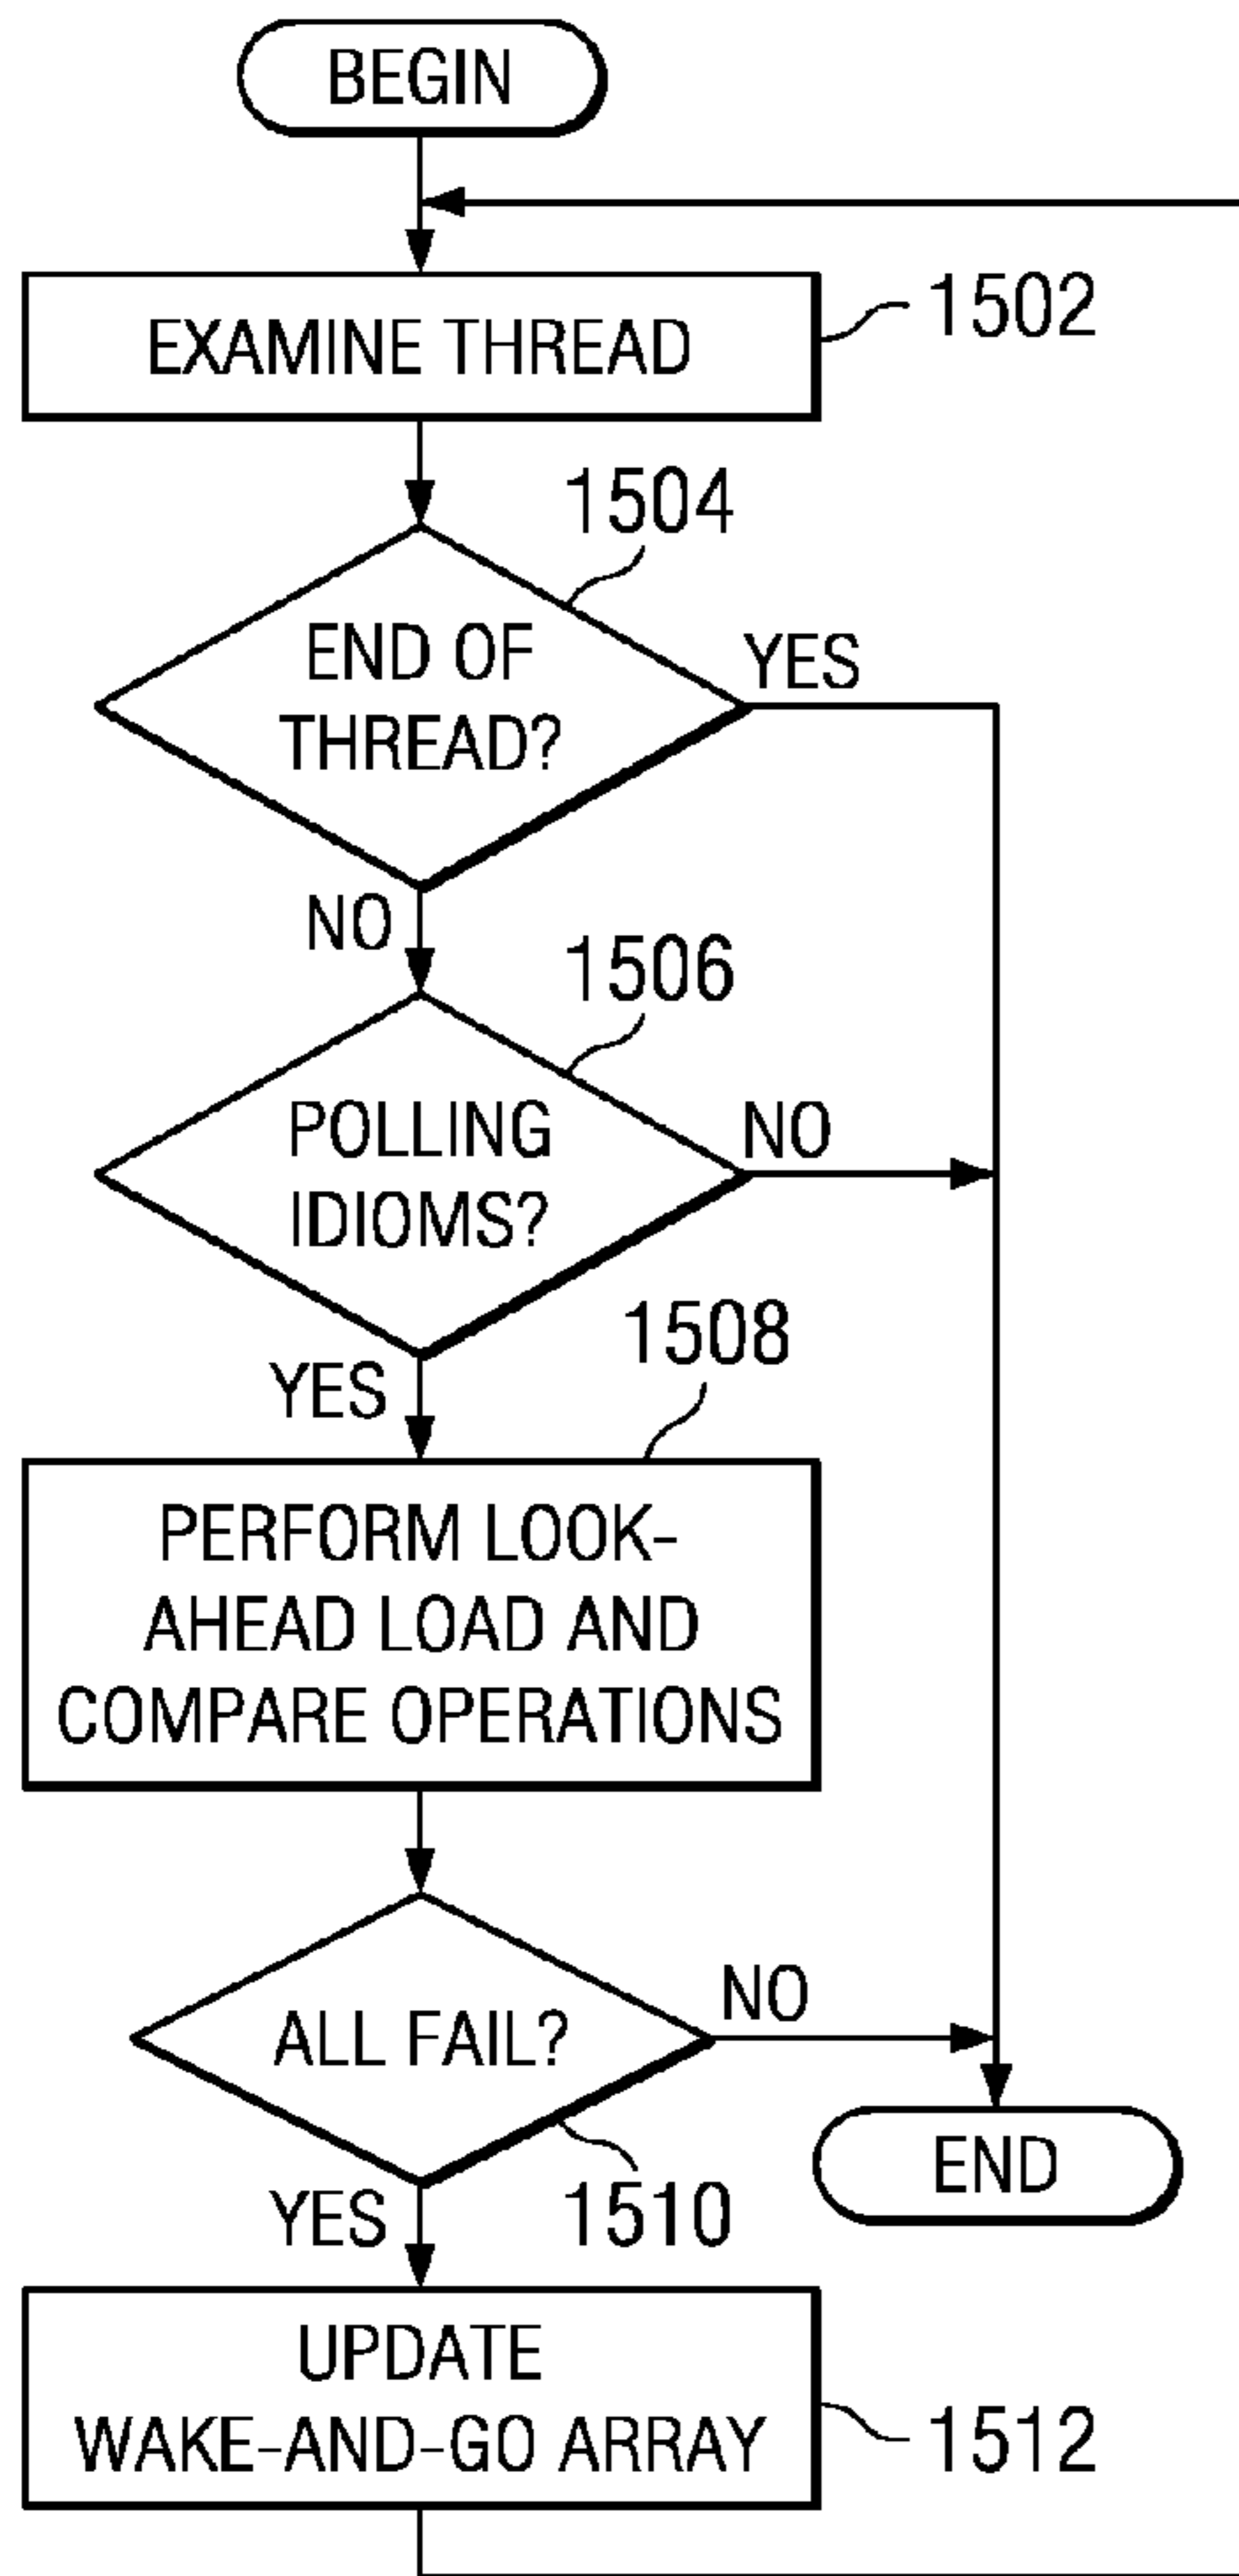 BEGIN
EXAMINE THREAD
1502
1504
END OF
THREAD?
YES
NO
1506
POLLING
IDIOMS?
NO
YES
1508
PERFORM LOOK-
AHEAD LOAD AND
COMPARE OPERATIONS
ALL FAIL?
NO
1510
YES
END
UPDATE
WAKE-AND-GO ARRAY
1512